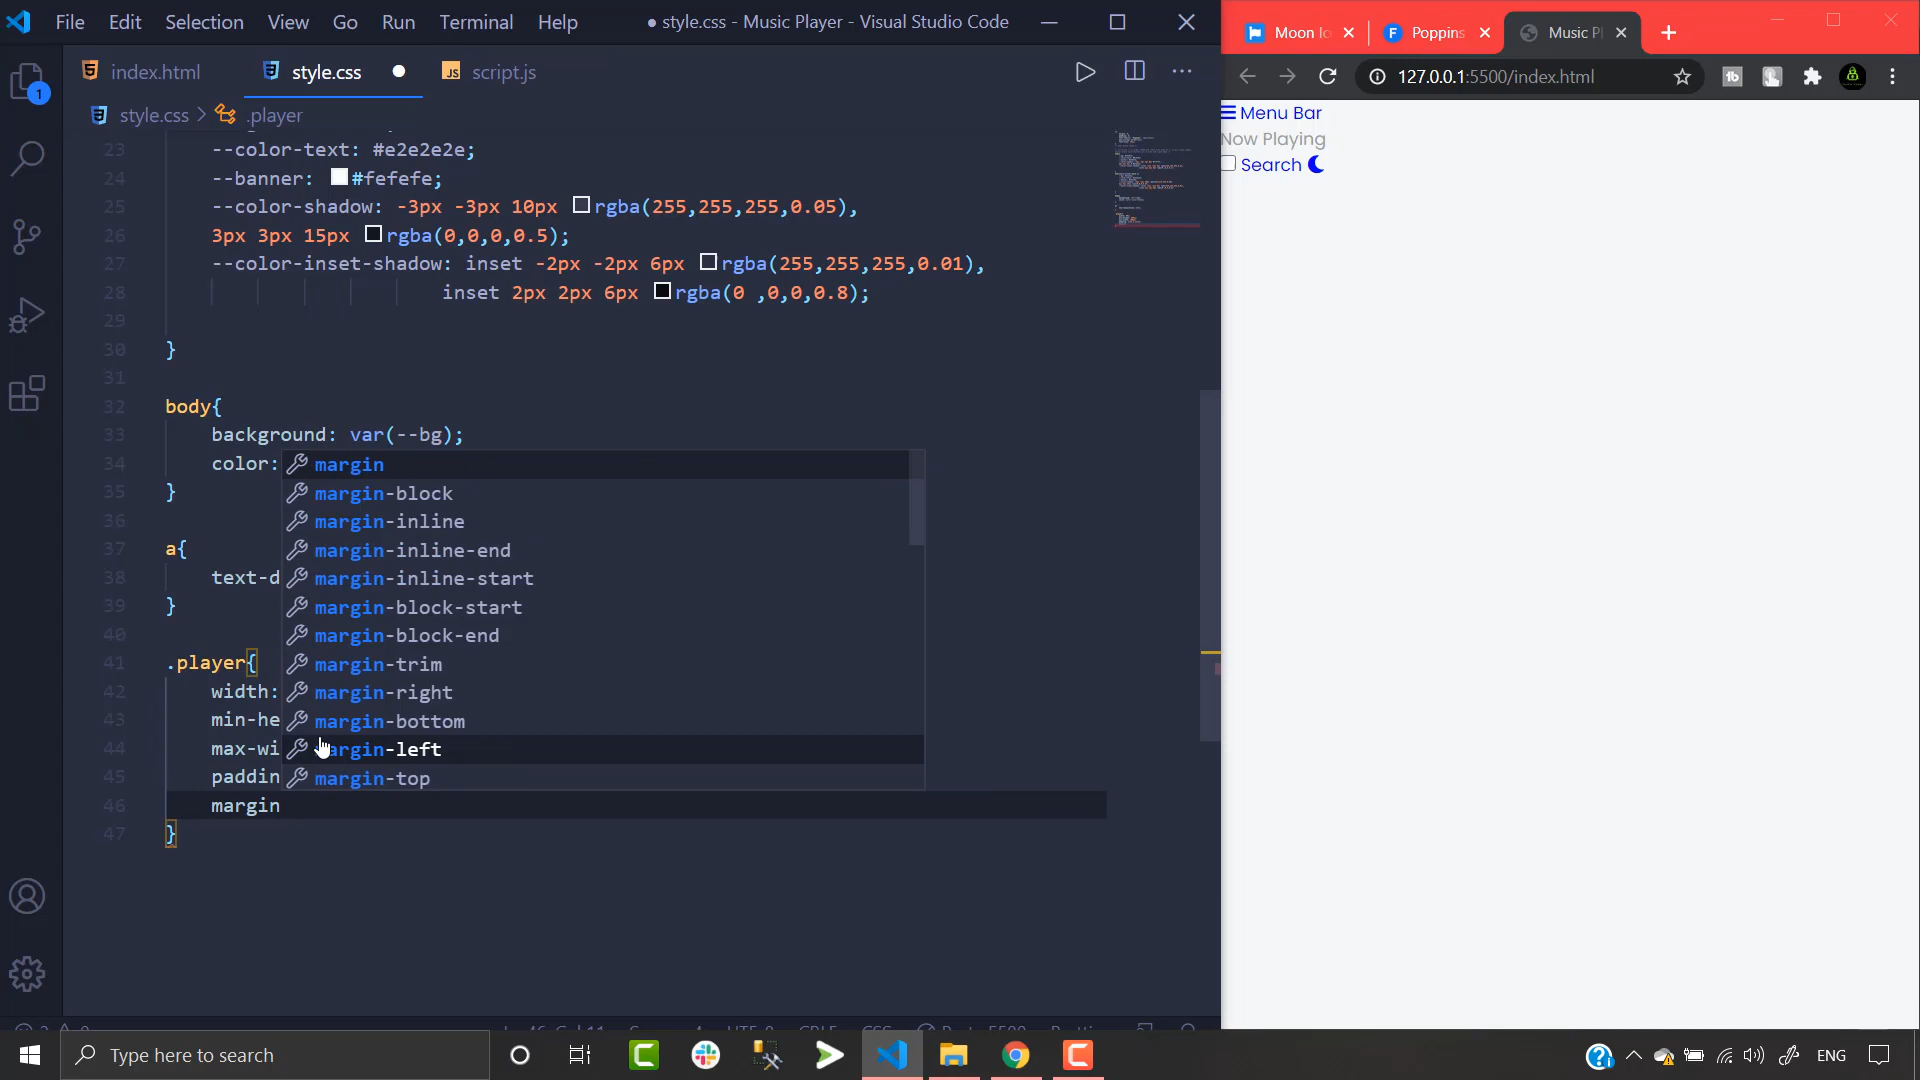 File Edit Selection View Go Run Terminal Help
● style.css - Music Player - Visual Studio Code
index.html style.css ● JS script.js
style.css > .player
23 --color-text: #e2e2e2e;
24 --banner: #fefefe;
25 --color-shadow: -3px -3px 10px rgba(255,255,255,0.05),
26 3px 3px 15px rgba(0,0,0,0.5);
27 --color-inset-shadow: inset -2px -2px 6px rgba(255,255,255,0.01),
28 inset 2px 2px 6px rgba(0 ,0,0,0.8);
29
30 }
31
32 body{
33 background: var(--bg);
34 color:
35 }
36
37 a{
38 text-d
39 }
40
41 .player{
42 width:
43 min-he
44 max-wi
45 paddin
46 margin
47 }
margin
margin-block
margin-inline
margin-inline-end
margin-inline-start
margin-block-start
margin-block-end
margin-trim
margin-right
margin-bottom
margin-left
margin-top
1
Moon Ic
Poppins
Music Pl
127.0.0.1:5500/index.html
Menu Bar
Now Playing
Search
Type here to search
ENG